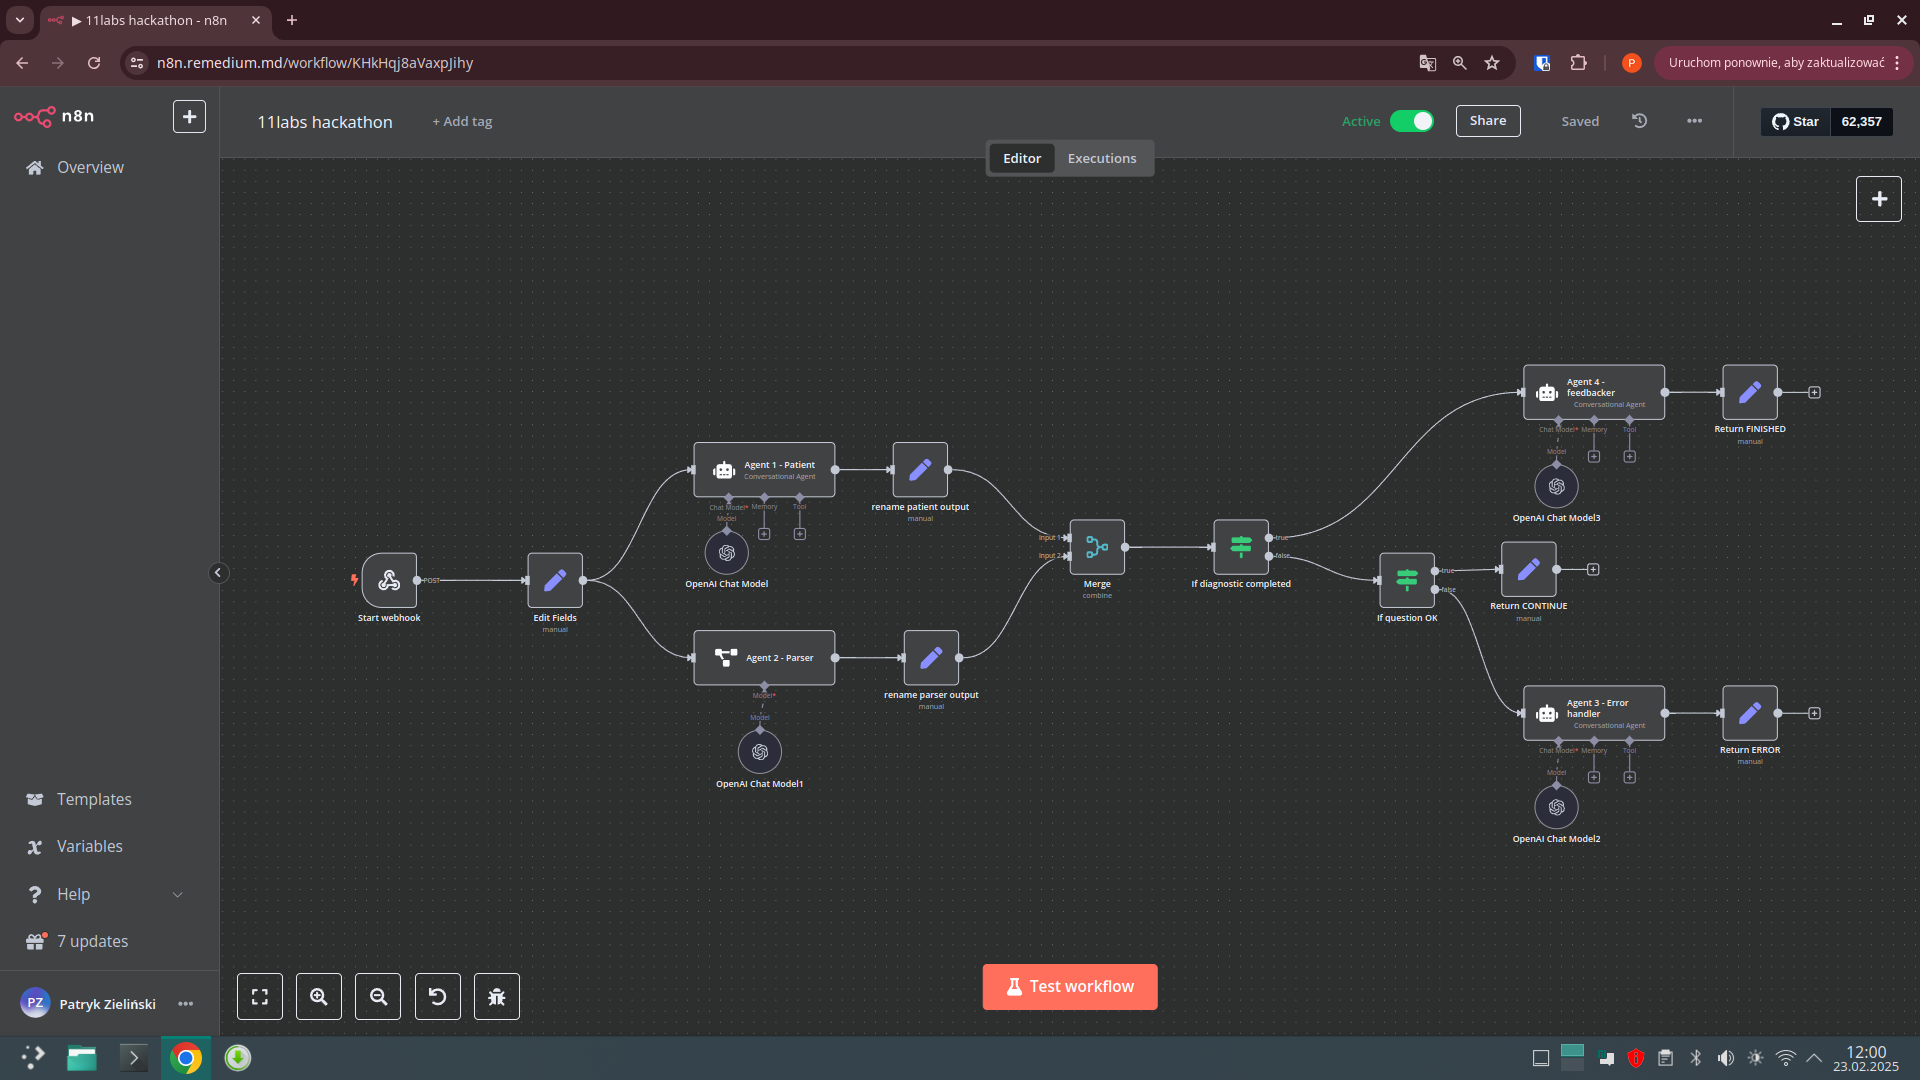 ▶ 11labs hackathon - n8n
n8n.remedium.md/workflow/KHkHqj8aVaxpJihy
P
Uruchom ponownie, aby zaktualizować
n8n
11labs hackathon
+ Add tag
Active
Share
Saved
Star
62,357
Editor
Executions
Overview
Templates
Variables
Help
7 updates
PZ
Patryk Zieliński
Start webhook
POST
Edit Fields
manual
Agent 1 - Patient
Conversational Agent
Chat Model*
Memory
Tool
Model
OpenAI Chat Model
rename patient output
manual
Agent 2 - Parser
Model*
Model
OpenAI Chat Model1
rename parser output
manual
Input 1
Input 2
Merge
combine
If diagnostic completed
true
false
If question OK
true
false
Return CONTINUE
manual
Agent 4 -
feedbacker
Conversational Agent
Chat Model*
Memory
Tool
Model
OpenAI Chat Model3
Return FINISHED
manual
Agent 3 - Error
handler
Conversational Agent
Chat Model*
Memory
Tool
Model
OpenAI Chat Model2
Return ERROR
manual
Test workflow
12:00
23.02.2025